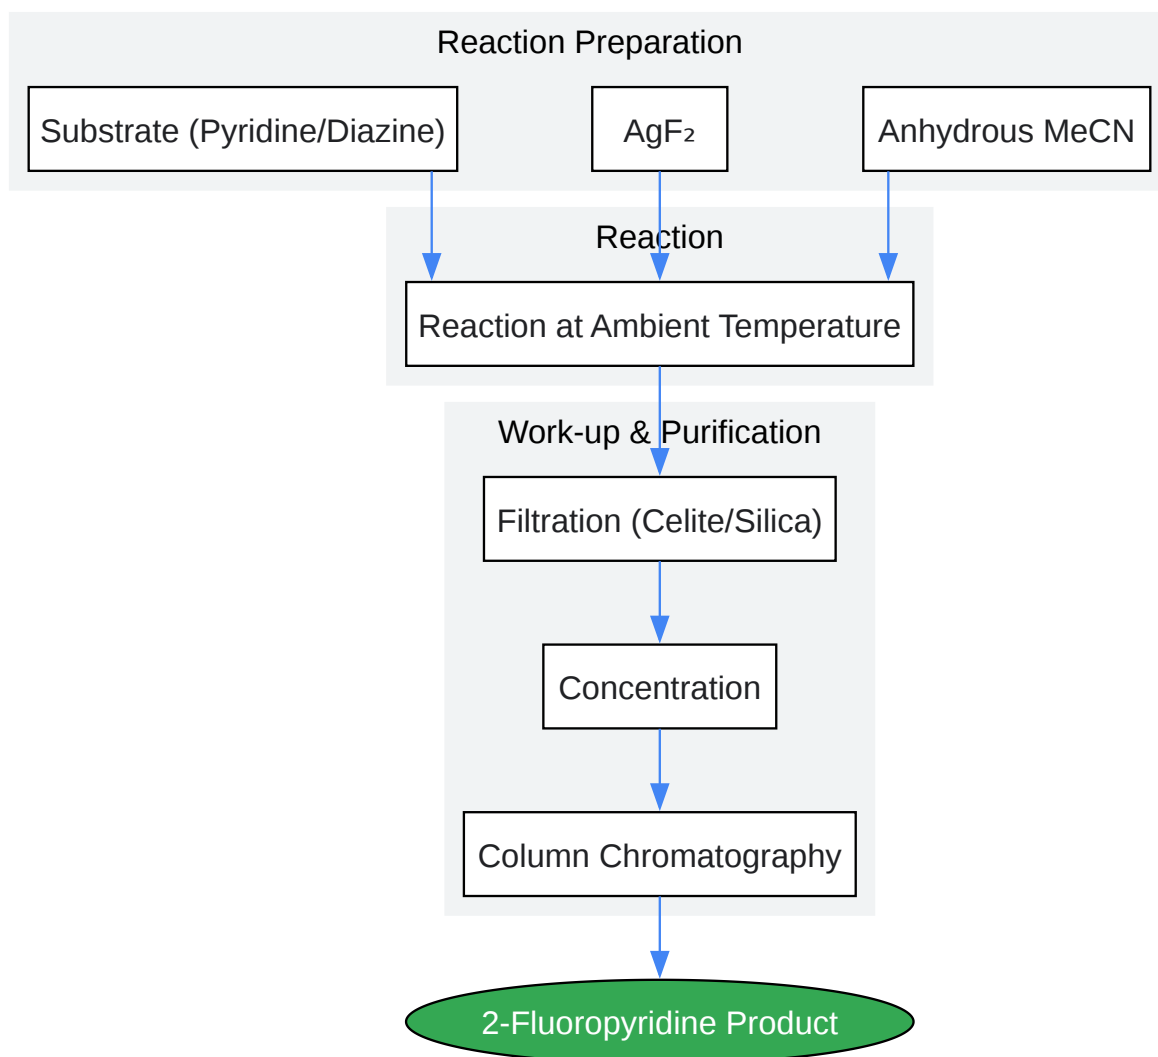 Reaction Preparation
Substrate (Pyridine/Diazine)
AgF₂
Anhydrous MeCN
Reaction
Reaction at Ambient Temperature
Work-up & Purification
Filtration (Celite/Silica)
Concentration
Column Chromatography
2-Fluoropyridine Product